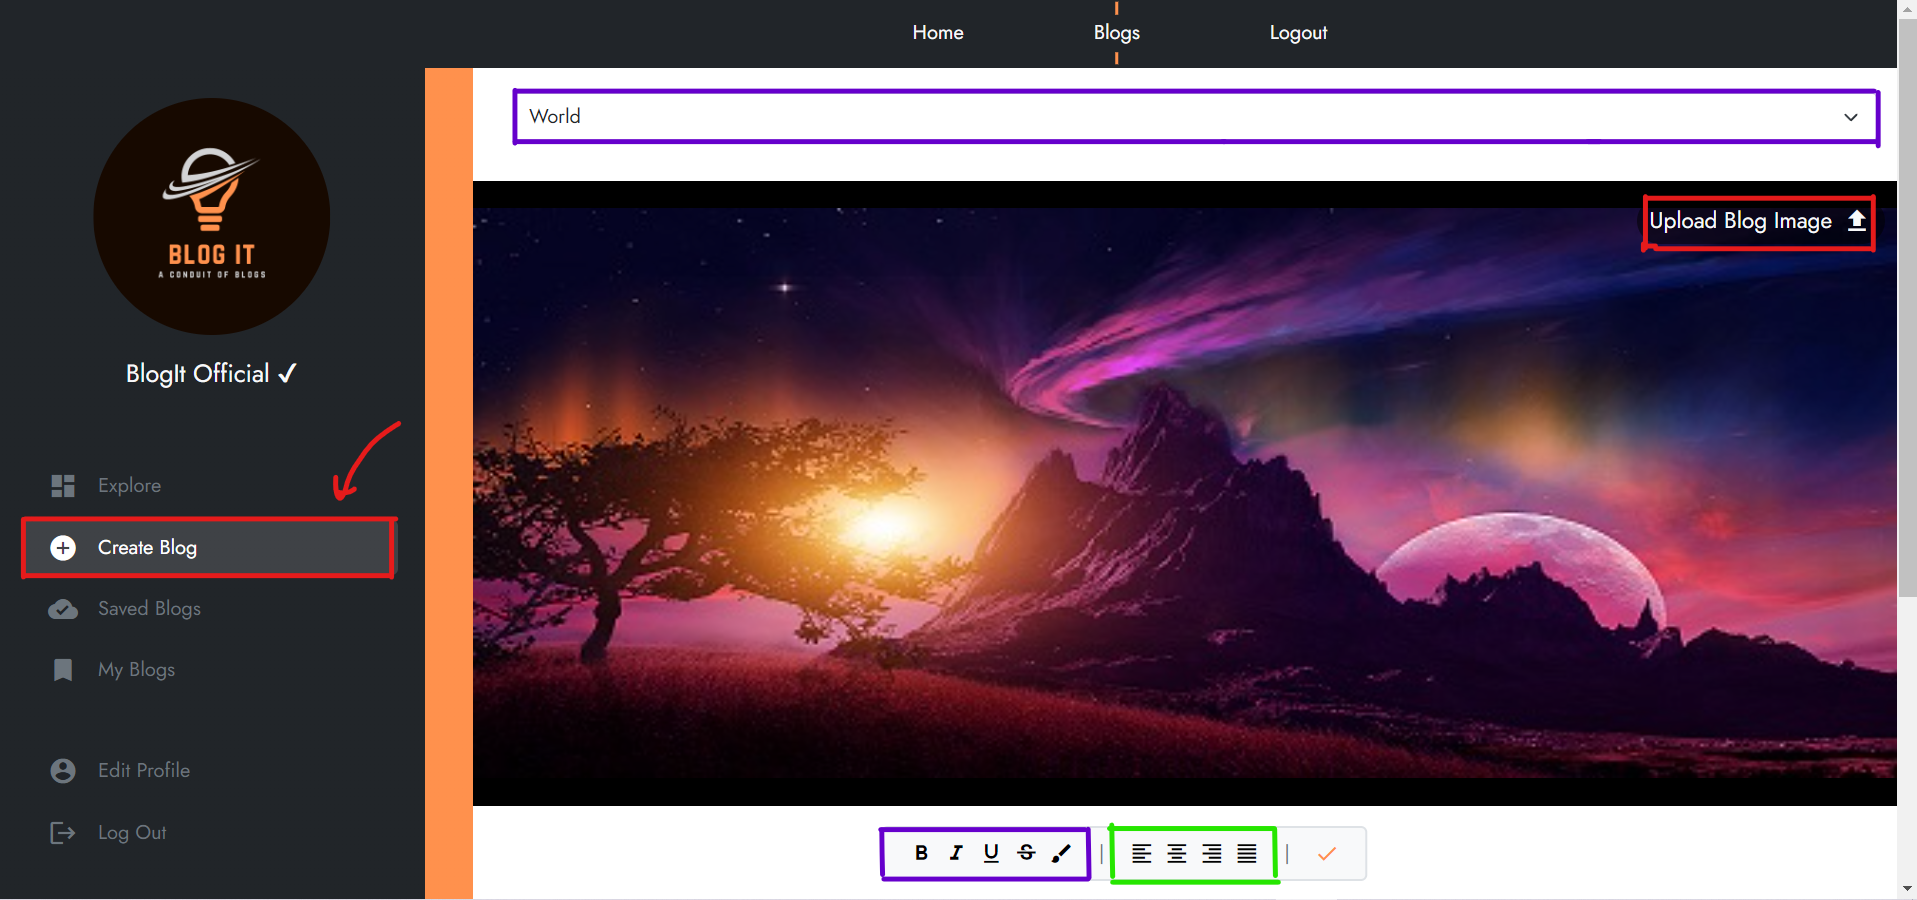 Home
Blogs
Logout
BLOG IT
A CONDUIT OF BLOGS
BlogIt Official ✓
Explore
Create Blog
Saved Blogs
My Blogs
Edit Profile
Log Out
World
Upload Blog Image
B I U S | |